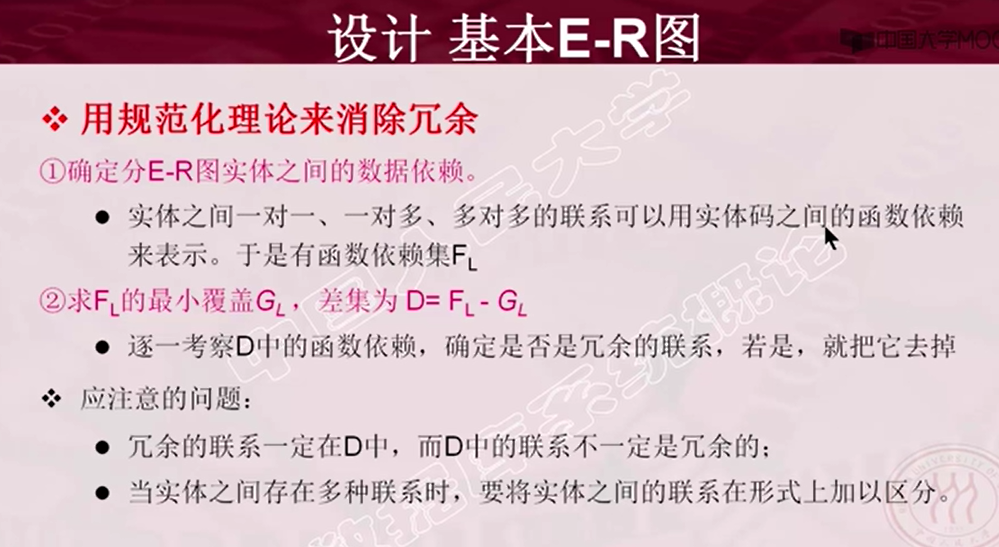 设计 基本E-R图
中国大学MOO
❖ 用规范化理论来消除冗余
①确定分E-R图实体之间的数据依赖。
● 实体之间一对一、一对多、多对多的联系可以用实体码之间的函数依赖
来表示。于是有函数依赖集FL
②求FL的最小覆盖GL，差集为 D= FL - GL
● 逐一考察D中的函数依赖，确定是否是冗余的联系，若是，就把它去掉
❖ 应注意的问题：
● 冗余的联系一定在D中，而D中的联系不一定是冗余的；
● 当实体之间存在多种联系时，要将实体之间的联系在形式上加以区分。
中国人民大学
数据库系统概论